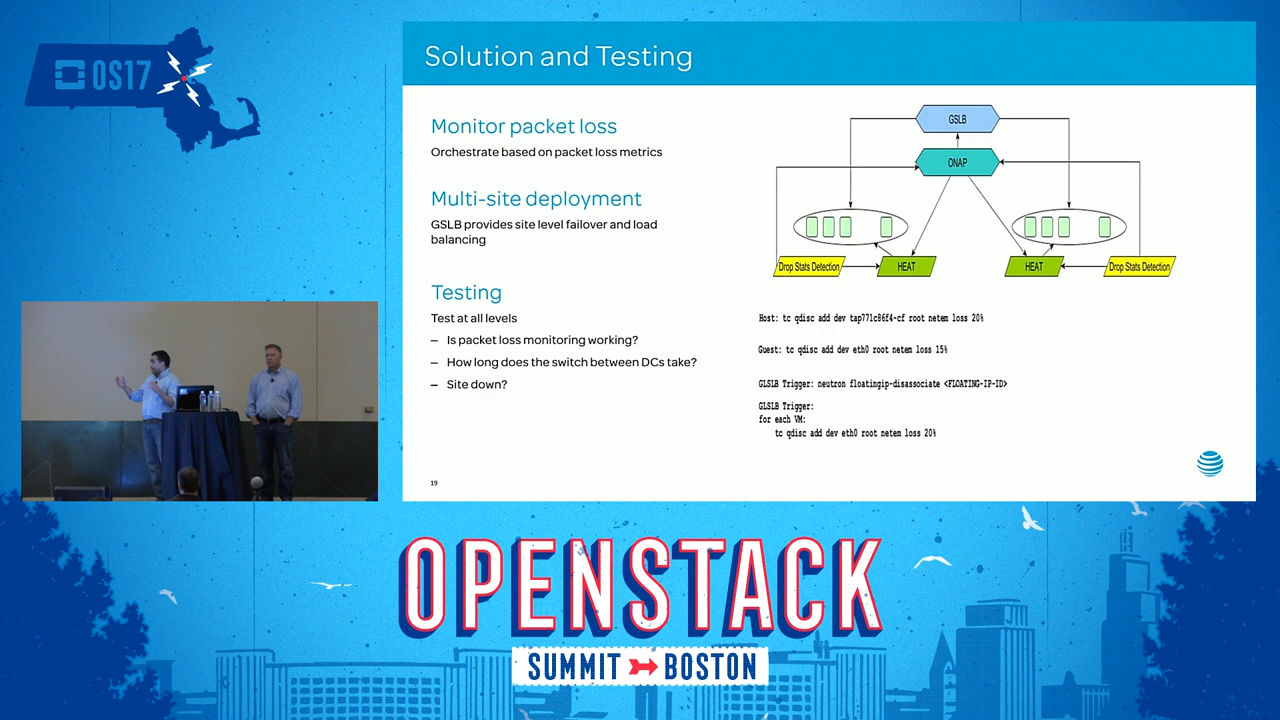 OS17
Solution and Testing
Monitor packet loss
Orchestrate based on packet loss metrics
Multi-site deployment
GSLB provides site level failover and load
balancing
Testing
Test at all levels
– Is packet loss monitoring working?
– How long does the switch between DCs take?
– Site down?
GSLB
ONAP
Drop Stats Detection
HEAT
HEAT
Drop Stats Detection
Host: tc qdisc add dev tap771c86f4-cf root netem loss 20%
Guest: tc qdisc add dev eth0 root netem loss 15%
GLSLB Trigger: neutron floatingip-disassociate <FLOATING-IP-ID>
GLSLB Trigger:
for each VM:
tc qdisc add dev eth0 root netem loss 20%
19
OPENSTACK
SUMMIT BOSTON